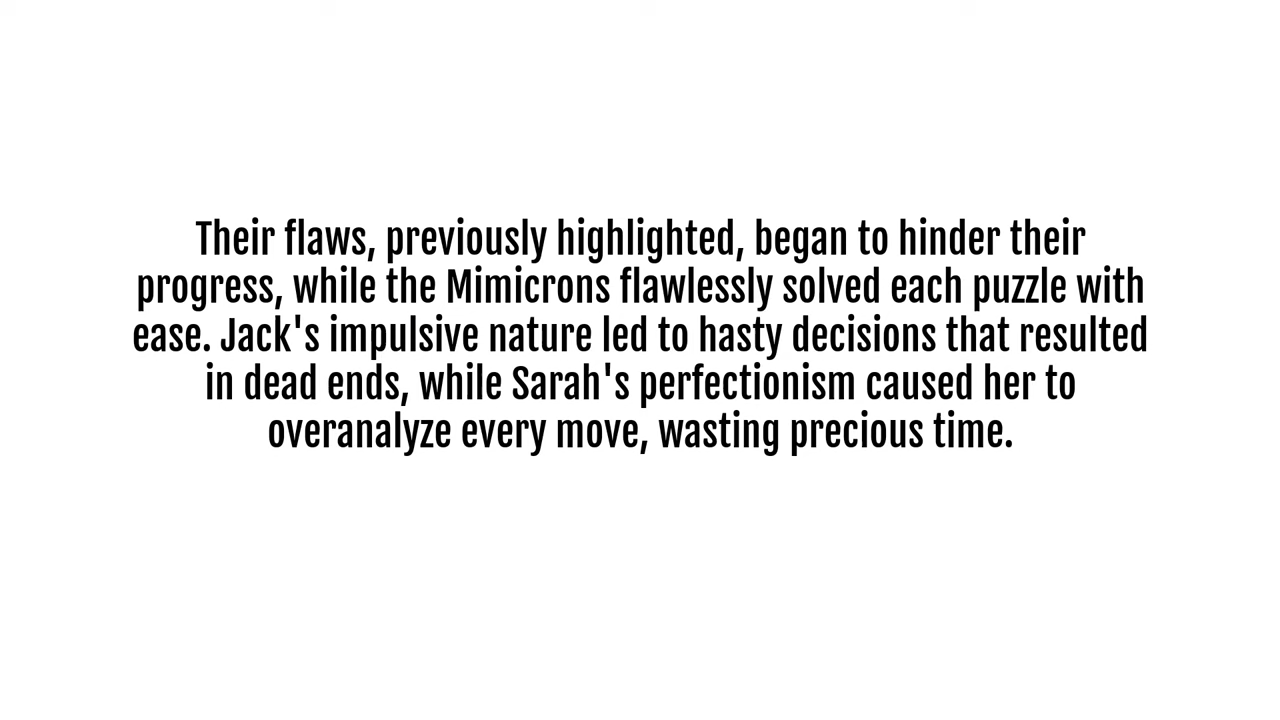 Their flaws, previously highlighted, began to hinder their
progress, while the Mimicrons flawlessly solved each puzzle with
ease. Jack's impulsive nature led to hasty decisions that resulted
in dead ends, while Sarah's perfectionism caused her to
overanalyze every move, wasting precious time.